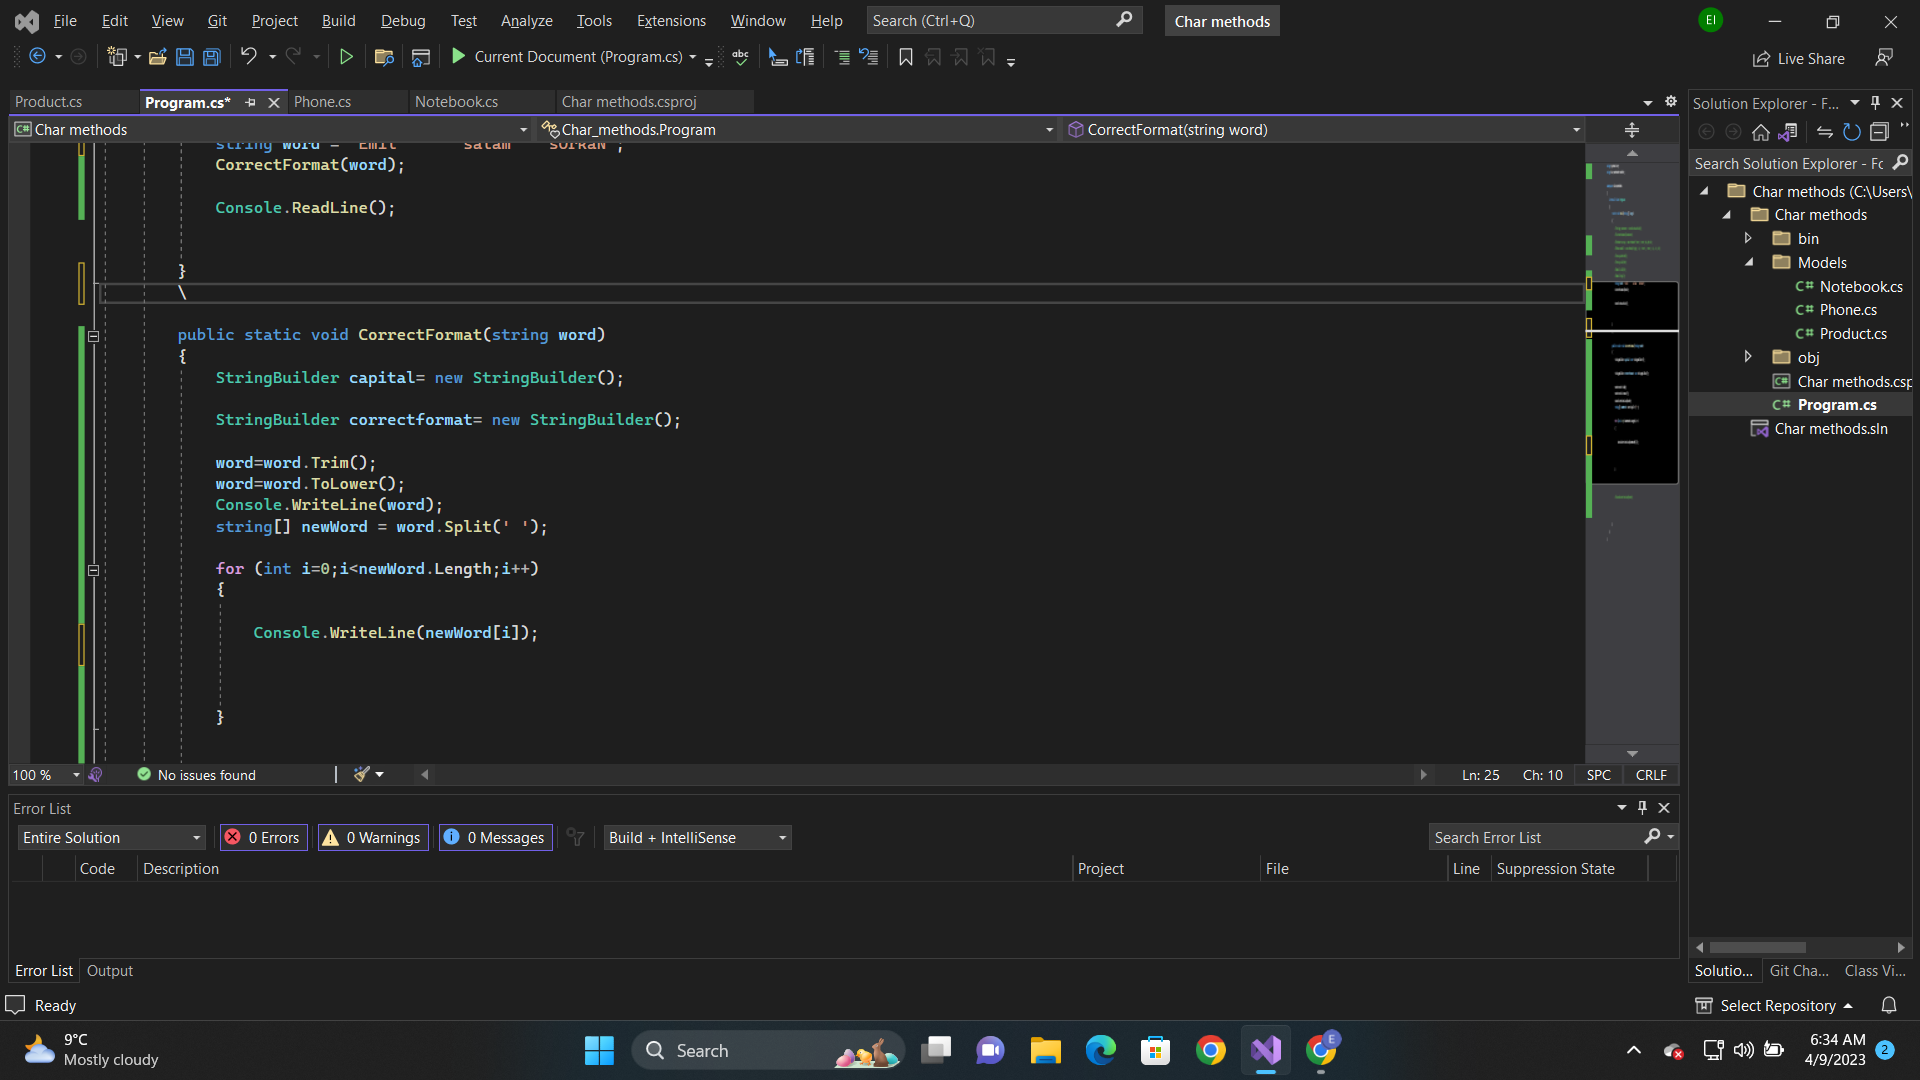 File Edit View Git Project Build Debug Test Analyze Tools Extensions Window Help Search (Ctrl+Q) Char methods EI
Current Document (Program.cs) Live Share
Product.cs Program.cs* Phone.cs Notebook.cs Char methods.csproj
Char methods Char_methods.Program CorrectFormat(string word)
string word = "Emil salam sOrRaN";
CorrectFormat(word);
Console.ReadLine();
}
\
public static void CorrectFormat(string word)
{
StringBuilder capital= new StringBuilder();
StringBuilder correctformat= new StringBuilder();
word=word.Trim();
word=word.ToLower();
Console.WriteLine(word);
string[] newWord = word.Split(' ');
for (int i=0;i<newWord.Length;i++)
{
Console.WriteLine(newWord[i]);
}
100 % No issues found Ln: 25 Ch: 10 SPC CRLF
Solution Explorer - F...
Search Solution Explorer - Fo
Char methods (C:\Users\
Char methods
bin
Models
C# Notebook.cs
C# Phone.cs
C# Product.cs
obj
C# Char methods.csp
C# Program.cs
Char methods.sln
Error List
Entire Solution 0 Errors 0 Warnings 0 Messages Build + IntelliSense Search Error List
Code Description Project File Line Suppression State
Error List Output
Solutio... Git Cha... Class Vi...
Ready Select Repository
9°C
Mostly cloudy
Search
E
6:34 AM
4/9/2023
2